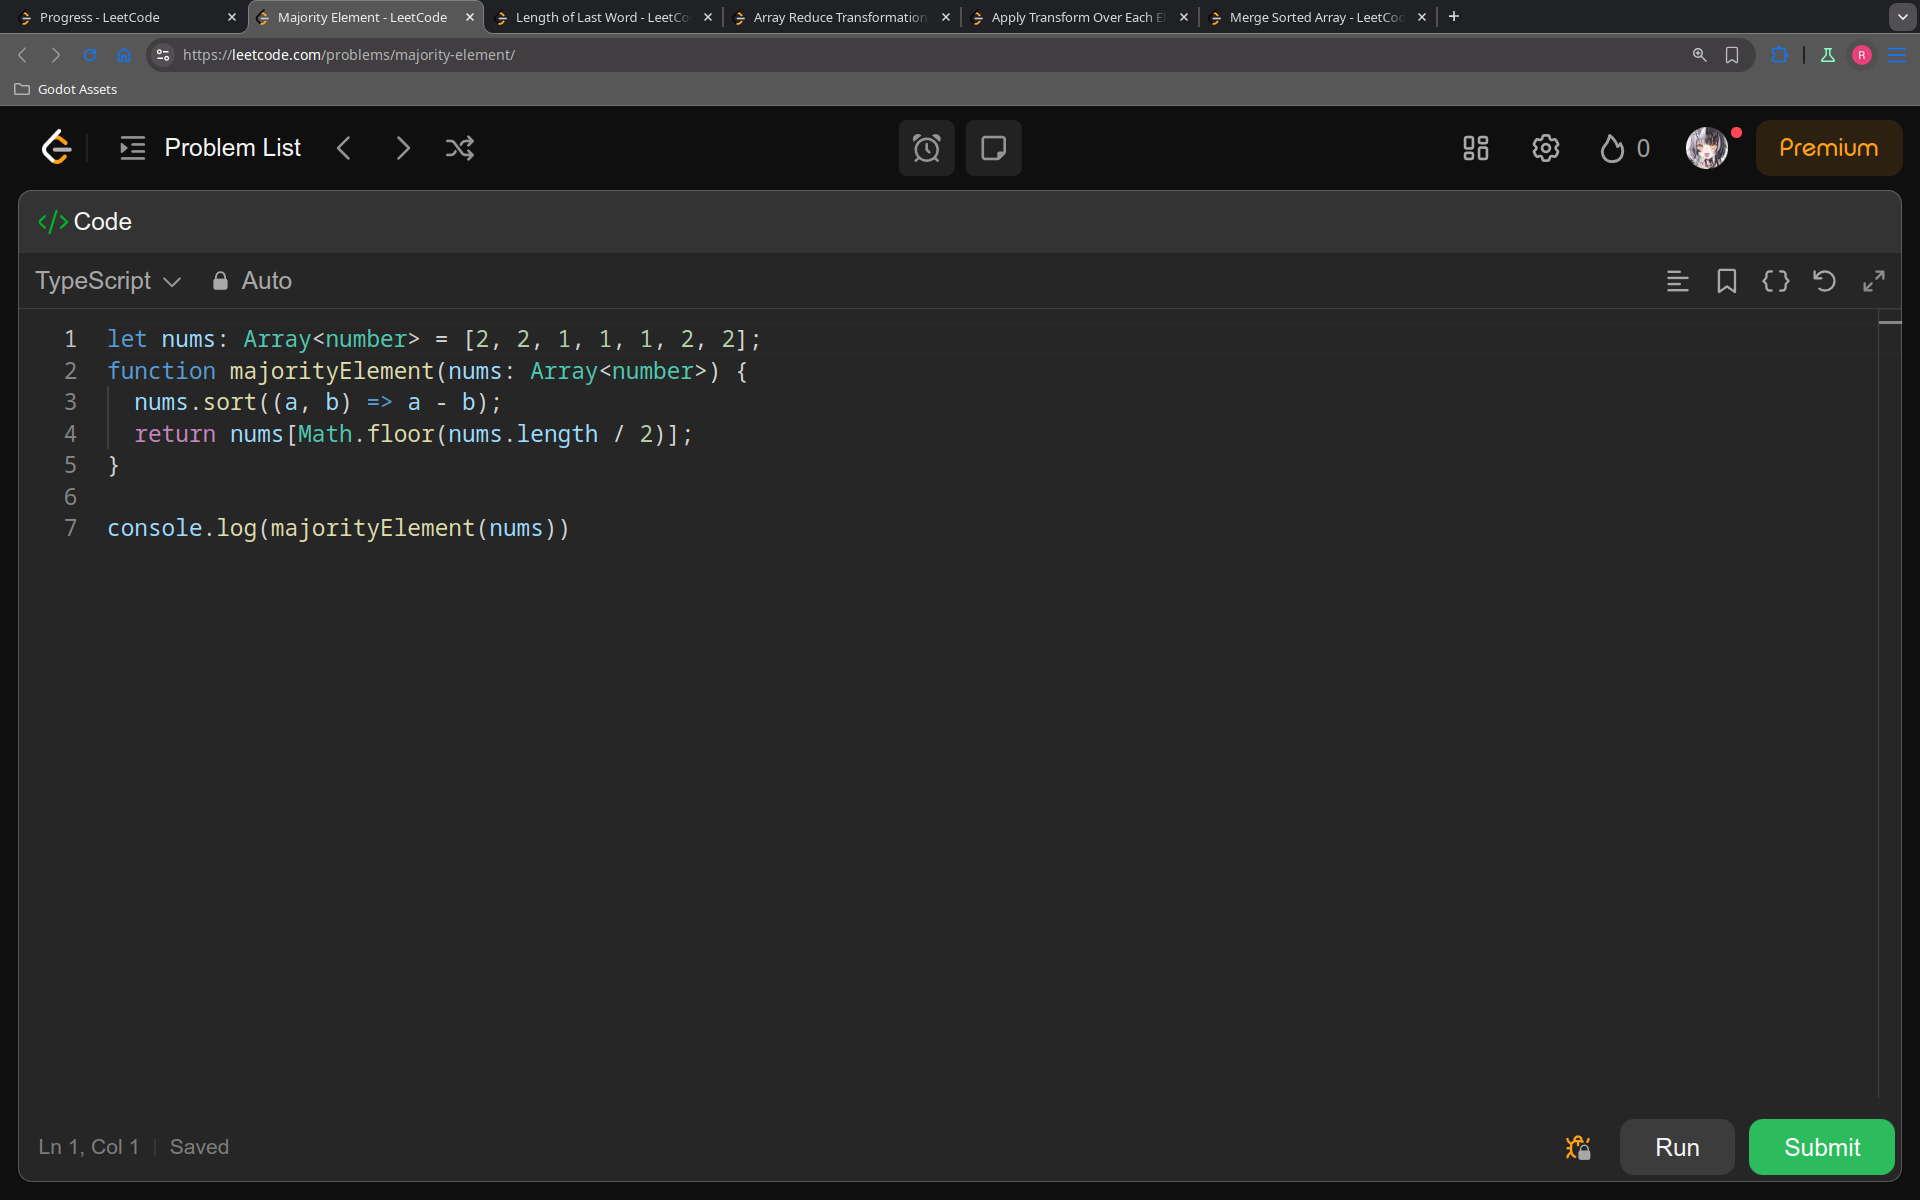 Progress - LeetCode
Majority Element - LeetCode
Length of Last Word - LeetCo
Array Reduce Transformation
Apply Transform Over Each El
Merge Sorted Array - LeetCod
https://leetcode.com/problems/majority-element/
R
Godot Assets
Problem List
0
Premium
</> Code
TypeScript
Auto
1 let nums: Array<number> = [2, 2, 1, 1, 1, 2, 2];
2 function majorityElement(nums: Array<number>) {
3   nums.sort((a, b) => a - b);
4   return nums[Math.floor(nums.length / 2)];
5 }
6
7 console.log(majorityElement(nums))
Ln 1, Col 1 | Saved
Run
Submit